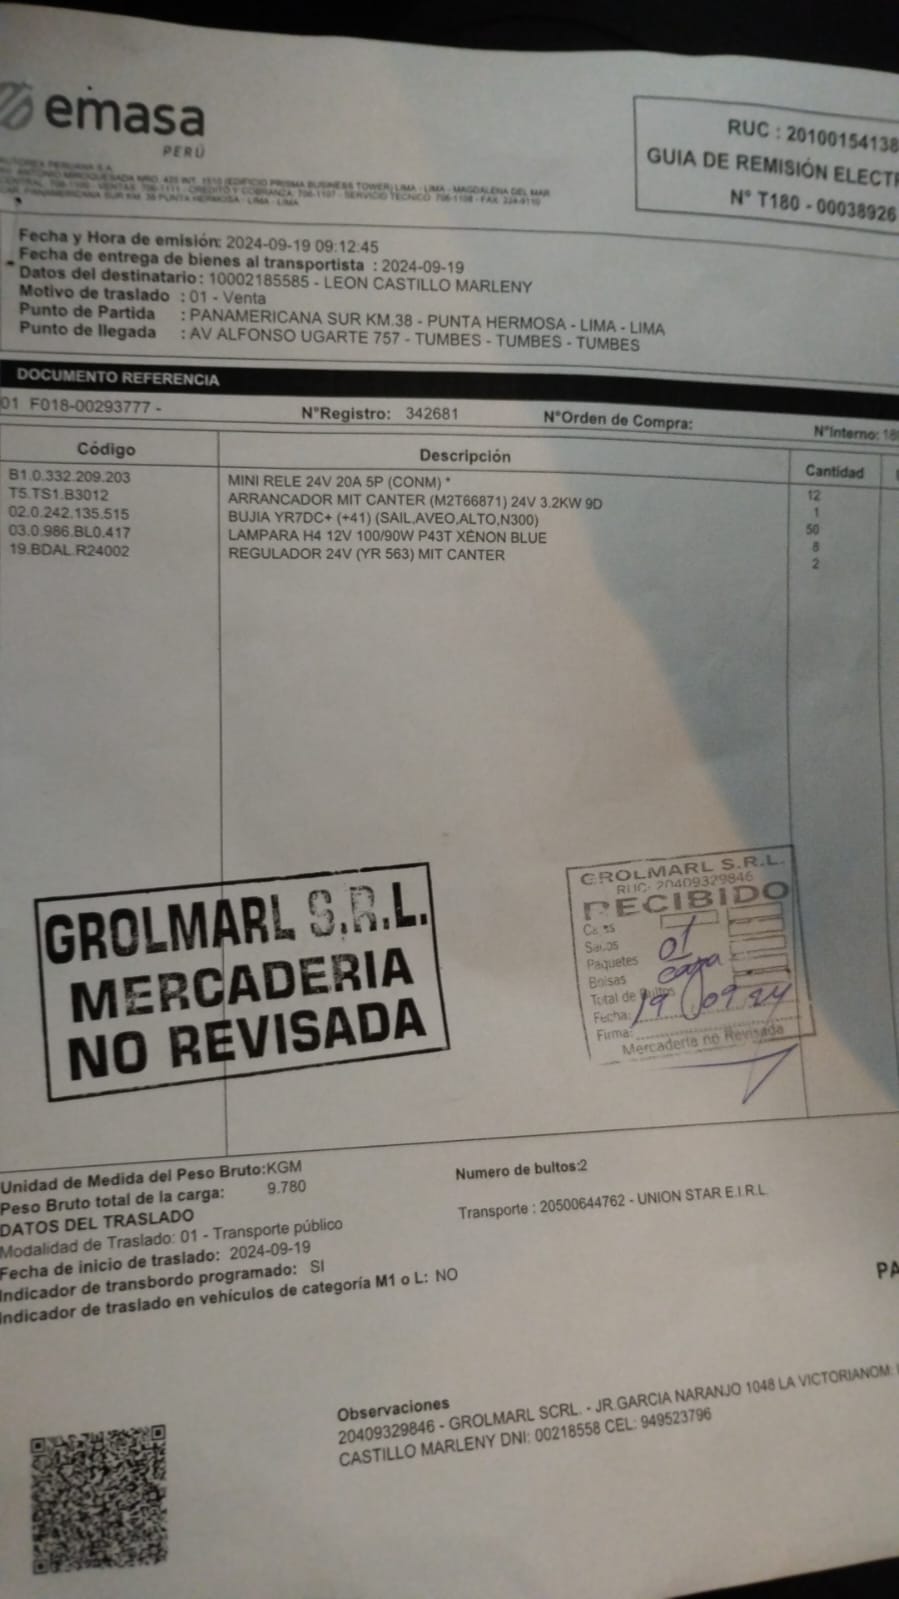 emasa
PERÚ
RUC : 20100154138
GUIA DE REMISIÓN ELECTR
N° T180 - 00038926
Fecha y Hora de emisión: 2024-09-19 09:12:45
Fecha de entrega de bienes al transportista : 2024-09-19
Datos del destinatario : 10002185585 - LEON CASTILLO MARLENY
Motivo de traslado : 01 - Venta
Punto de Partida : PANAMERICANA SUR KM.38 - PUNTA HERMOSA - LIMA - LIMA
Punto de llegada : AV ALFONSO UGARTE 757 - TUMBES - TUMBES - TUMBES
DOCUMENTO REFERENCIA
01 F018-00293777 - N°Registro: 342681 N°Orden de Compra: N°Interno:
Código Descripción Cantidad
B1.0.332.209.203 MINI RELE 24V 20A 5P (CONM) * 12
T5.TS1.B3012 ARRANCADOR MIT CANTER (M2T66871) 24V 3.2KW 9D 1
02.0.242.135.515 BUJIA YR7DC+ (+41) (SAIL,AVEO,ALTO,N300) 50
03.0.986.BL0.417 LAMPARA H4 12V 100/90W P43T XENON BLUE 8
19.BDAL.R24002 REGULADOR 24V (YR 563) MIT CANTER 2
GROLMARL S.R.L.
MERCADERIA
NO REVISADA
GROLMARL S.R.L.
RUC: 20409329846
RECIBIDO
Sacos
Paquetes 01
Bolsas caja
Total de Bultos
Fecha: 19 09 24
Firma:
Mercaderia no Revisada
Unidad de Medida del Peso Bruto:KGM Numero de bultos:2
Peso Bruto total de la carga: 9.780
DATOS DEL TRASLADO Transporte : 20500644762 - UNION STAR E.I.R.L.
Modalidad de Traslado: 01 - Transporte público
Fecha de inicio de traslado: 2024-09-19
Indicador de transbordo programado: SI
Indicador de traslado en vehículos de categoría M1 o L: NO
PA
Observaciones
20409329846 - GROLMARL SCRL. - JR.GARCIA NARANJO 1048 LA VICTORIANOM:
CASTILLO MARLENY DNI: 00218558 CEL: 949523796